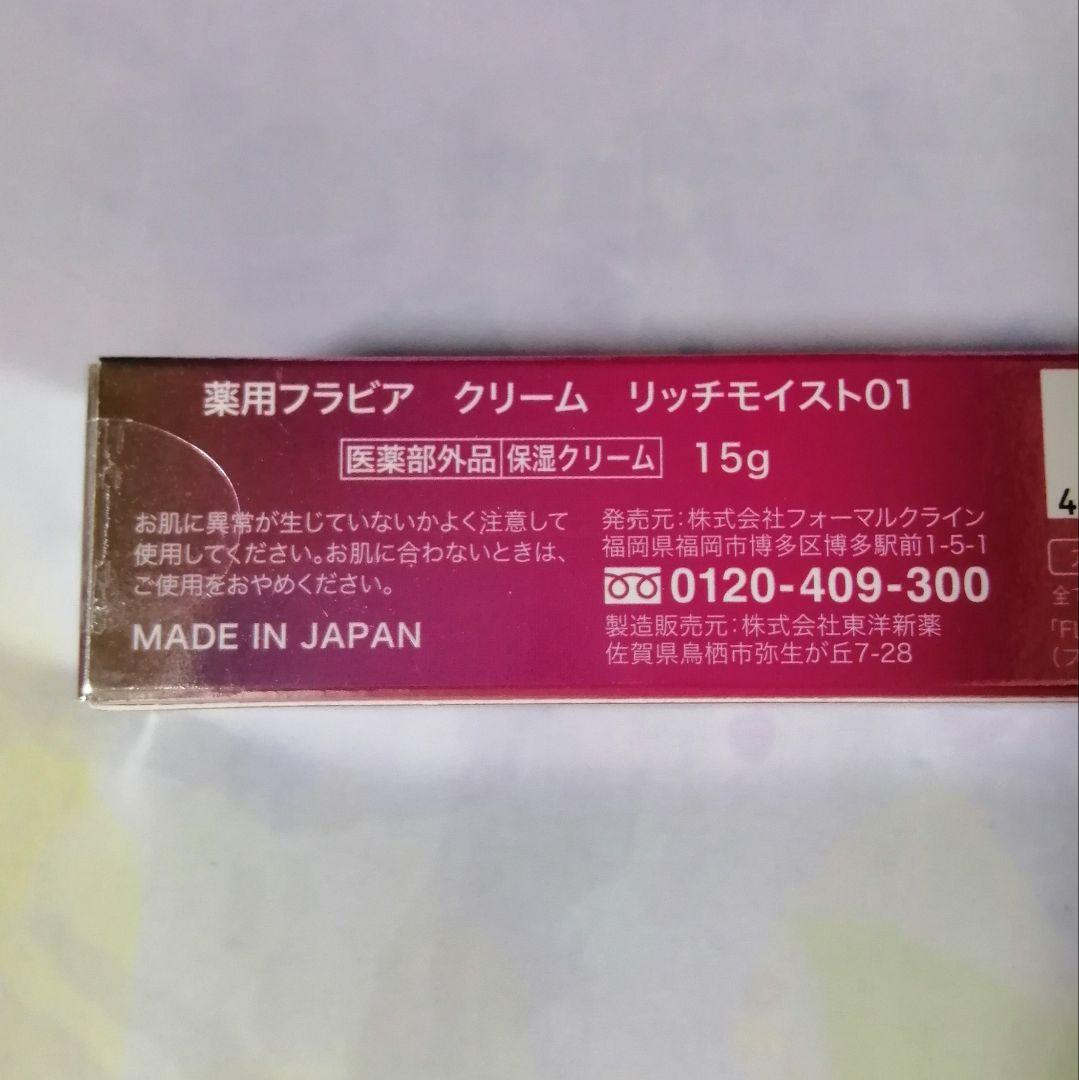 薬用フラビア　クリーム　リッチモイスト01
医薬部外品 保湿クリーム 15g
お肌に異常が生じていないかよく注意して
使用してください。お肌に合わないときは、
ご使用をおやめください。
MADE IN JAPAN
発売元：株式会社フォーマルクライン
福岡県福岡市博多区博多駅前1-5-1
0120-409-300
製造販売元：株式会社東洋新薬
佐賀県鳥栖市弥生が丘7-28
4
全
「FL
（フ